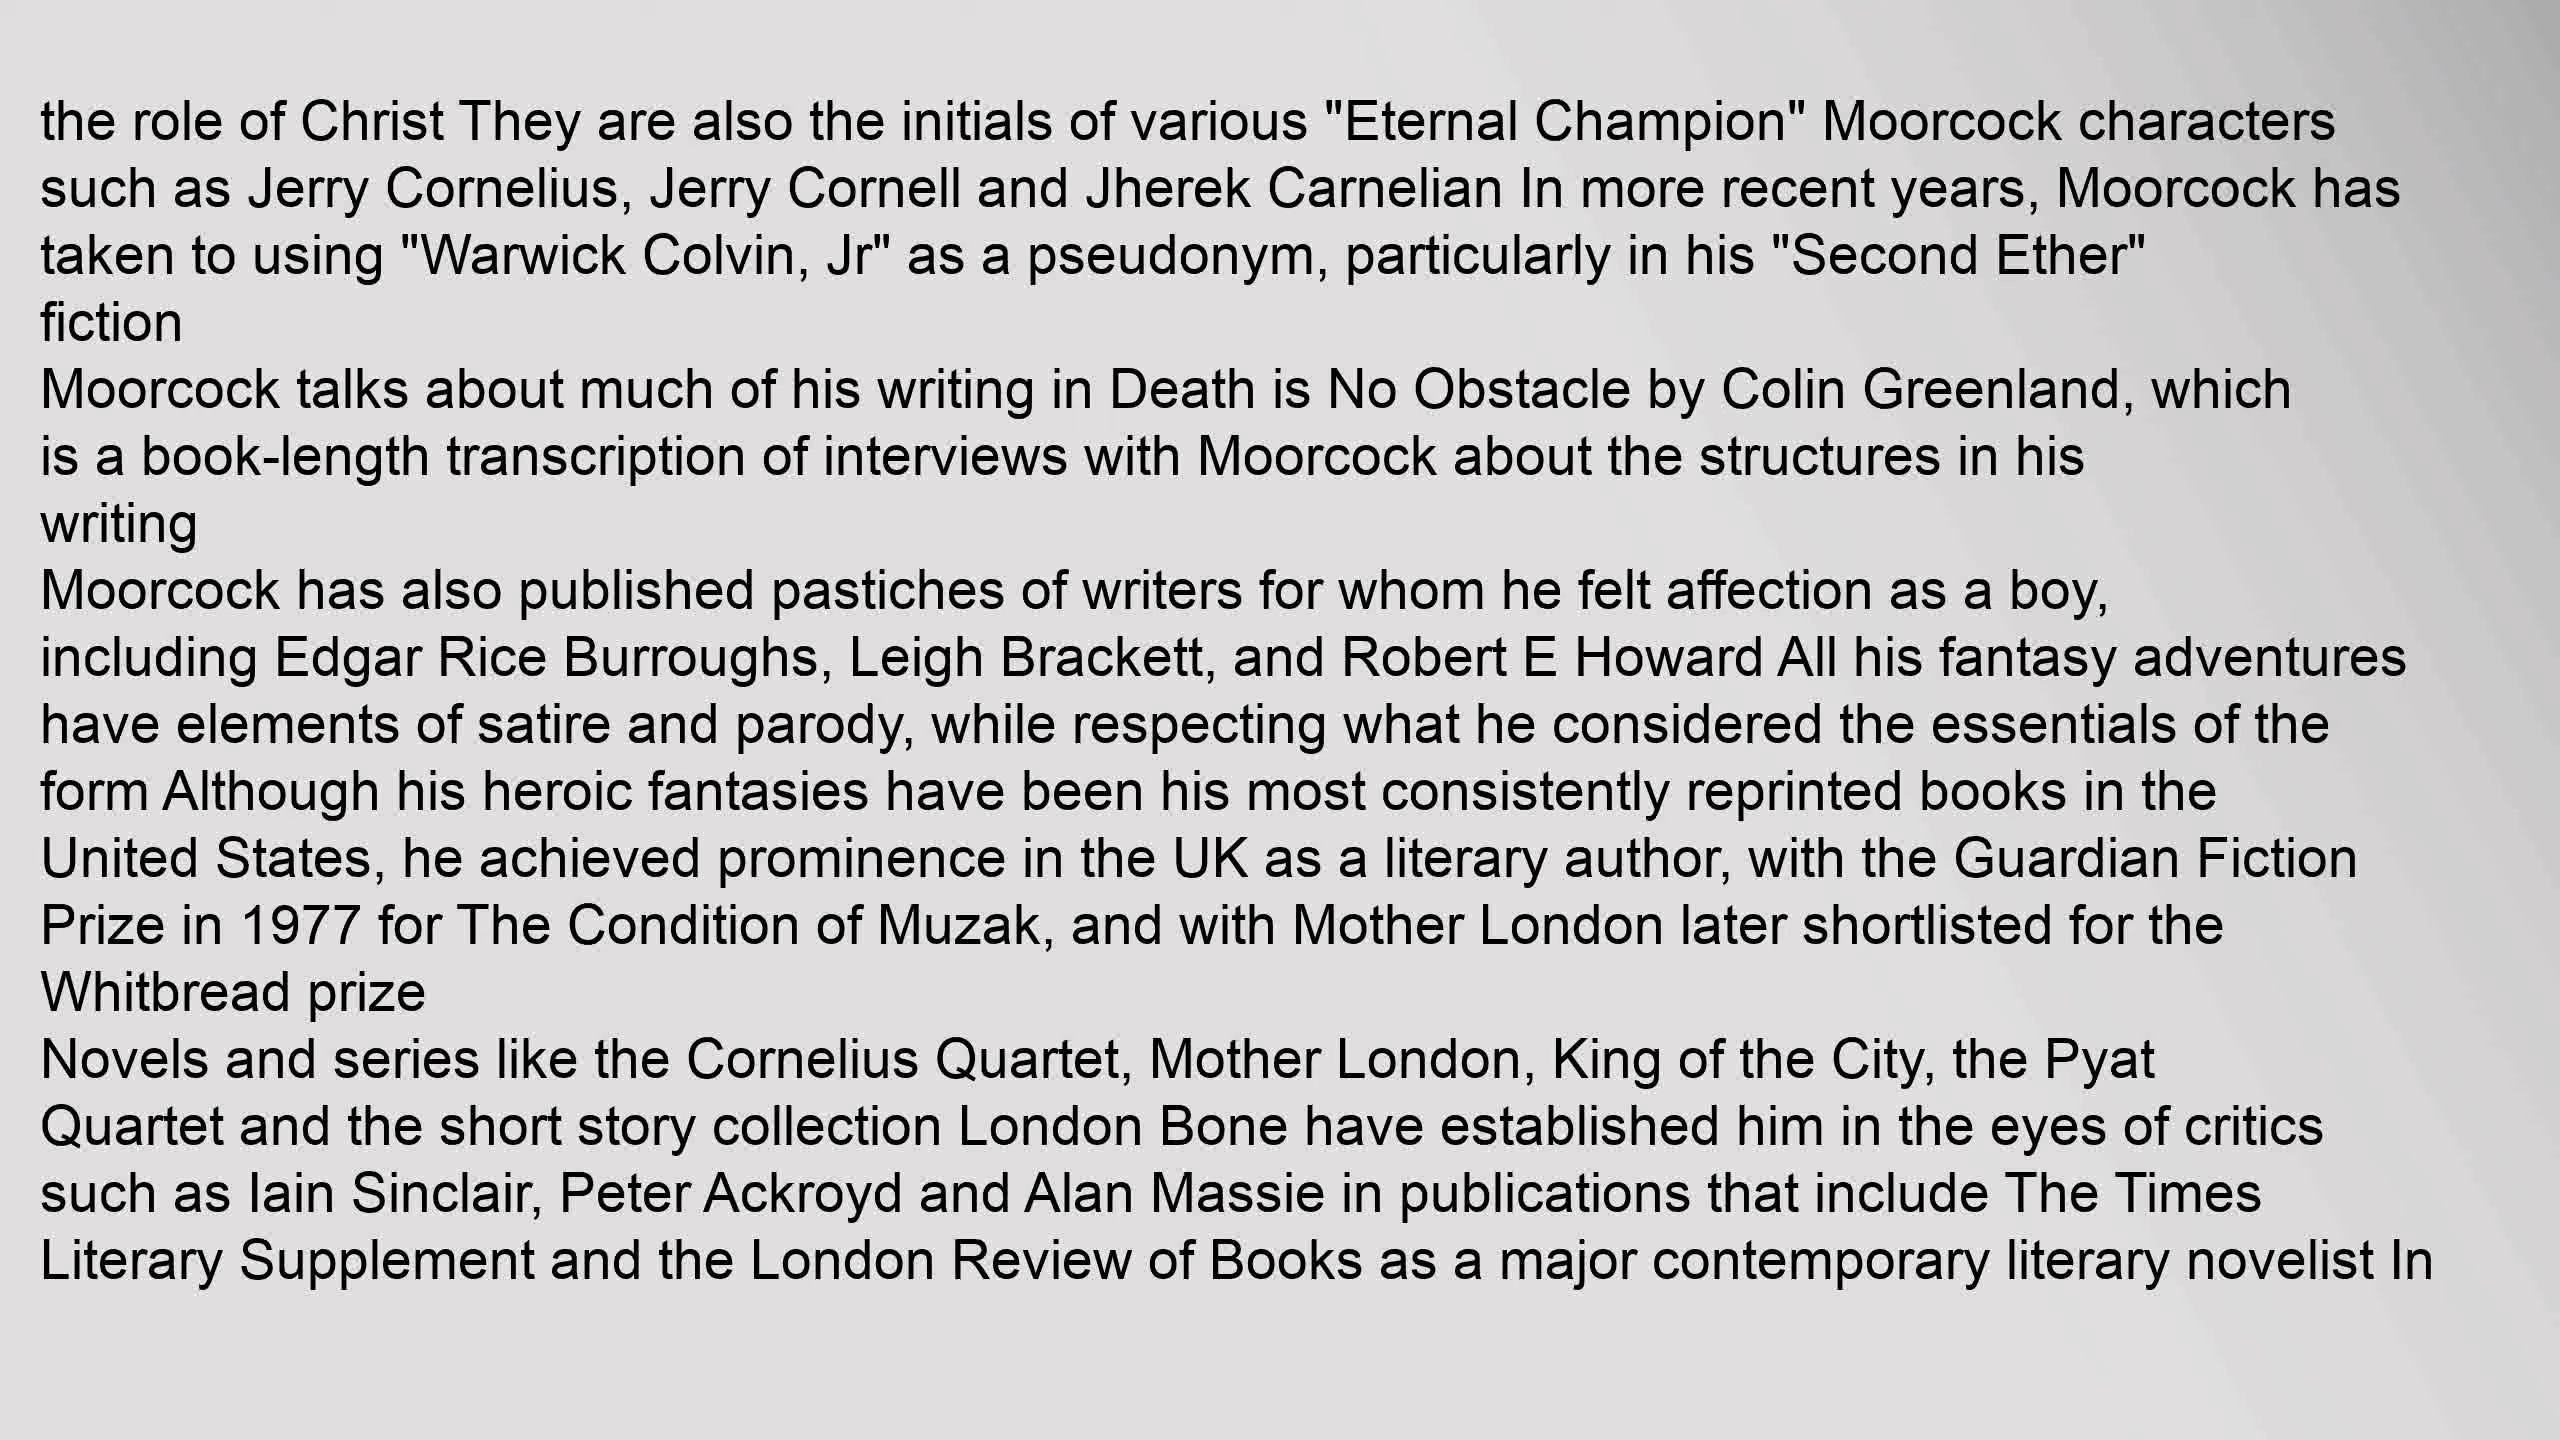 the role of Christ They are also the initials of various "Eternal Champion" Moorcock characters
such as Jerry Cornelius, Jerry Cornell and Jherek Carnelian In more recent years, Moorcock has
taken to using "Warwick Colvin, Jr" as a pseudonym, particularly in his "Second Ether"
fiction
Moorcock talks about much of his writing in Death is No Obstacle by Colin Greenland, which
is a book-length transcription of interviews with Moorcock about the structures in his
writing
Moorcock has also published pastiches of writers for whom he felt affection as a boy,
including Edgar Rice Burroughs, Leigh Brackett, and Robert E Howard All his fantasy adventures
have elements of satire and parody, while respecting what he considered the essentials of the
form Although his heroic fantasies have been his most consistently reprinted books in the
United States, he achieved prominence in the UK as a literary author, with the Guardian Fiction
Prize in 1977 for The Condition of Muzak, and with Mother London later shortlisted for the
Whitbread prize
Novels and series like the Cornelius Quartet, Mother London, King of the City, the Pyat
Quartet and the short story collection London Bone have established him in the eyes of critics
such as Iain Sinclair, Peter Ackroyd and Alan Massie in publications that include The Times
Literary Supplement and the London Review of Books as a major contemporary literary novelist In